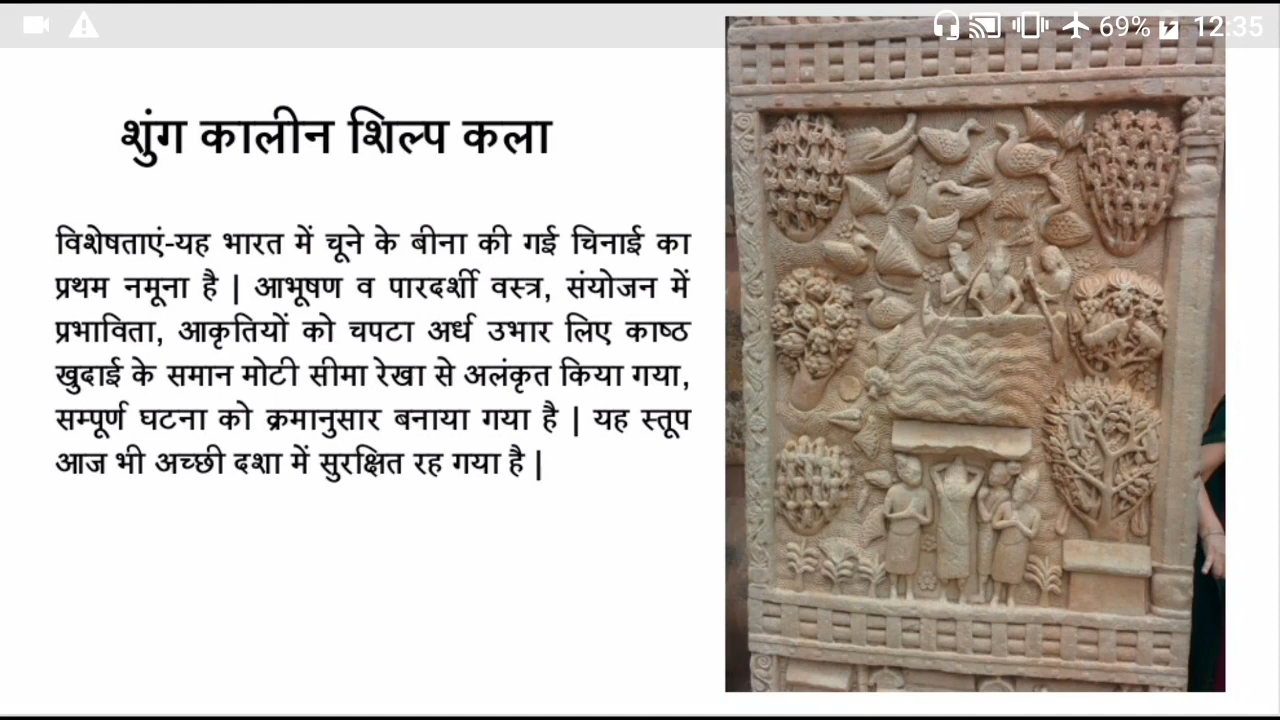 69% 12:35
शुंग कालीन शिल्प कला
विशेषताएं-यह भारत में चूने के बीना की गई चिनाई का
प्रथम नमूना है | आभूषण व पारदर्शी वस्त्र, संयोजन में
प्रभाविता, आकृतियों को चपटा अर्ध उभार लिए काष्ठ
खुदाई के समान मोटी सीमा रेखा से अलंकृत किया गया,
सम्पूर्ण घटना को क्रमानुसार बनाया गया है | यह स्तूप
आज भी अच्छी दशा में सुरक्षित रह गया है |